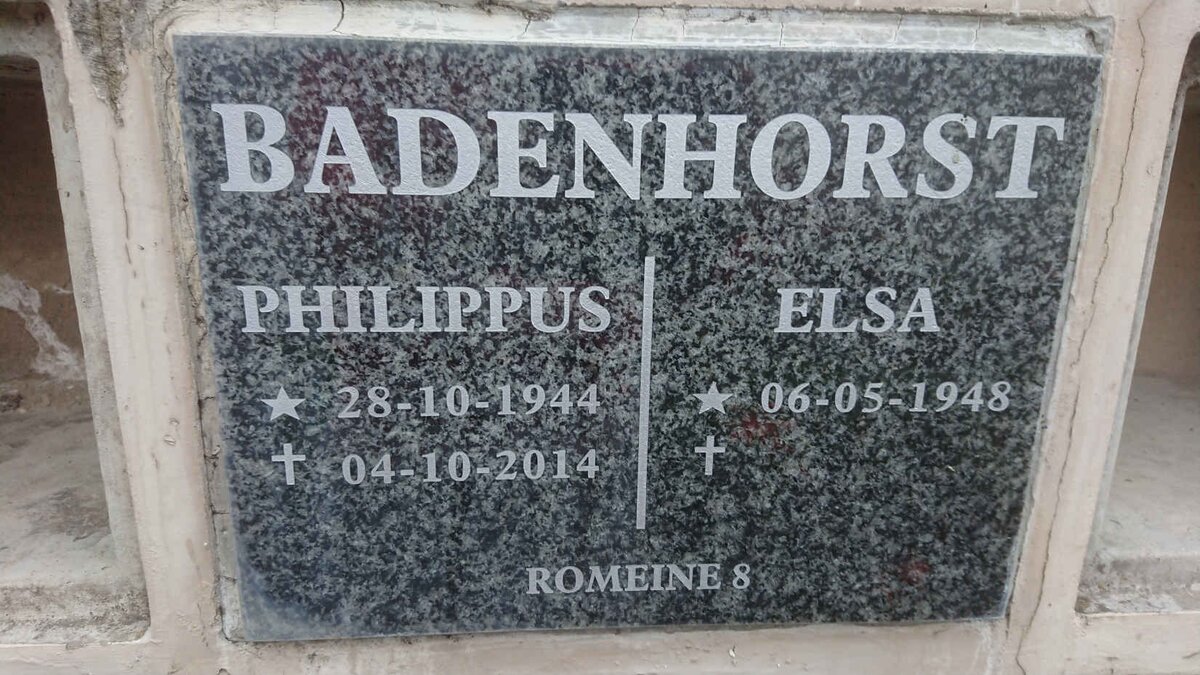 BADENHORST
PHILIPPUS
★ 28-10-1944
✝ 04-10-2014
ELSA
★ 06-05-1948
✝
ROMEINE 8